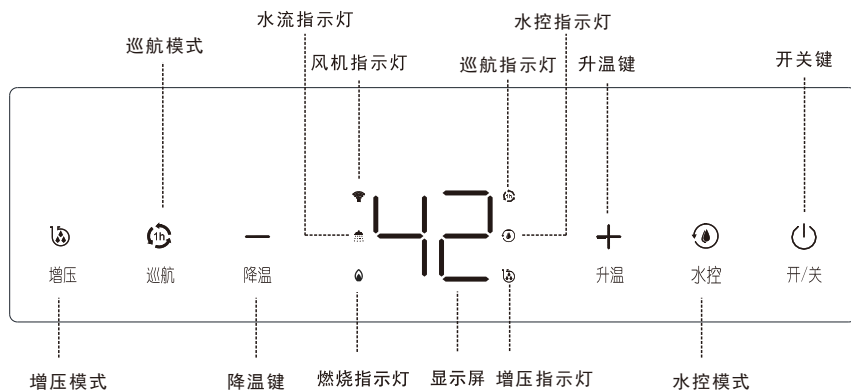 水流指示灯
水控指示灯
巡航模式
风机指示灯
巡航指示灯
升温键
开关键
42
1h
增压
巡航
降温
升温
水控
开/关
增压模式
降温键
燃烧指示灯
显示屏
增压指示灯
水控模式